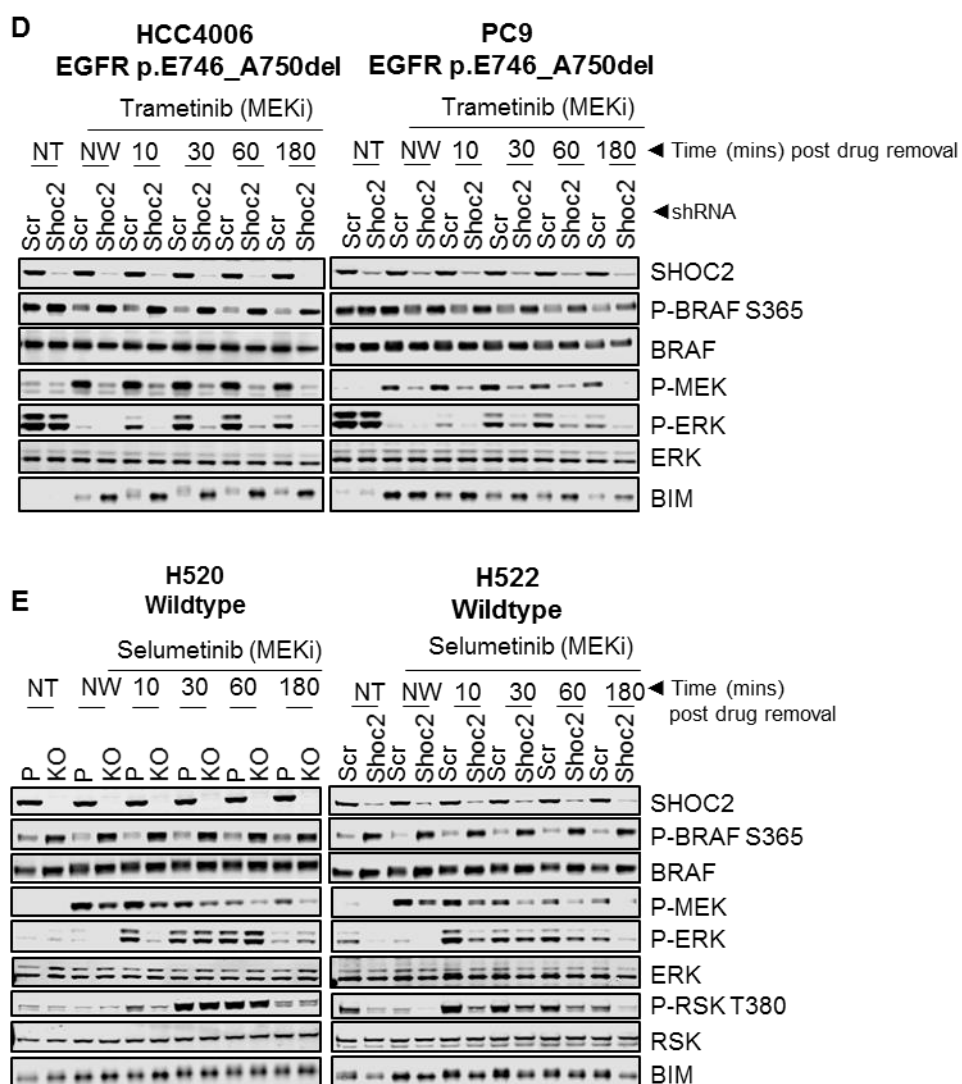 D
HCC4006
EGFR p.E746_A750del
PC9
EGFR p.E746_A750del
Trametinib (MEKi)
Trametinib (MEKi)
NT NW 10 30 60 180
NT NW 10 30 60 180
◄ Time (mins) post drug removal
Scr Shoc2 Scr Shoc2 Scr Shoc2 Scr Shoc2 Scr Shoc2 Scr Shoc2
Scr Shoc2 Scr Shoc2 Scr Shoc2 Scr Shoc2 Scr Shoc2 Scr Shoc2
◄shRNA
SHOC2
P-BRAF S365
BRAF
P-MEK
P-ERK
ERK
BIM
E
H520
Wildtype
H522
Wildtype
Selumetinib (MEKi)
Selumetinib (MEKi)
NT NW 10 30 60 180
NT NW 10 30 60 180
◄ Time (mins)
post drug removal
P KO P KO P KO P KO P KO P KO
Scr Shoc2 Scr Shoc2 Scr Shoc2 Scr Shoc2 Scr Shoc2 Scr Shoc2
SHOC2
P-BRAF S365
BRAF
P-MEK
P-ERK
ERK
P-RSK T380
RSK
BIM